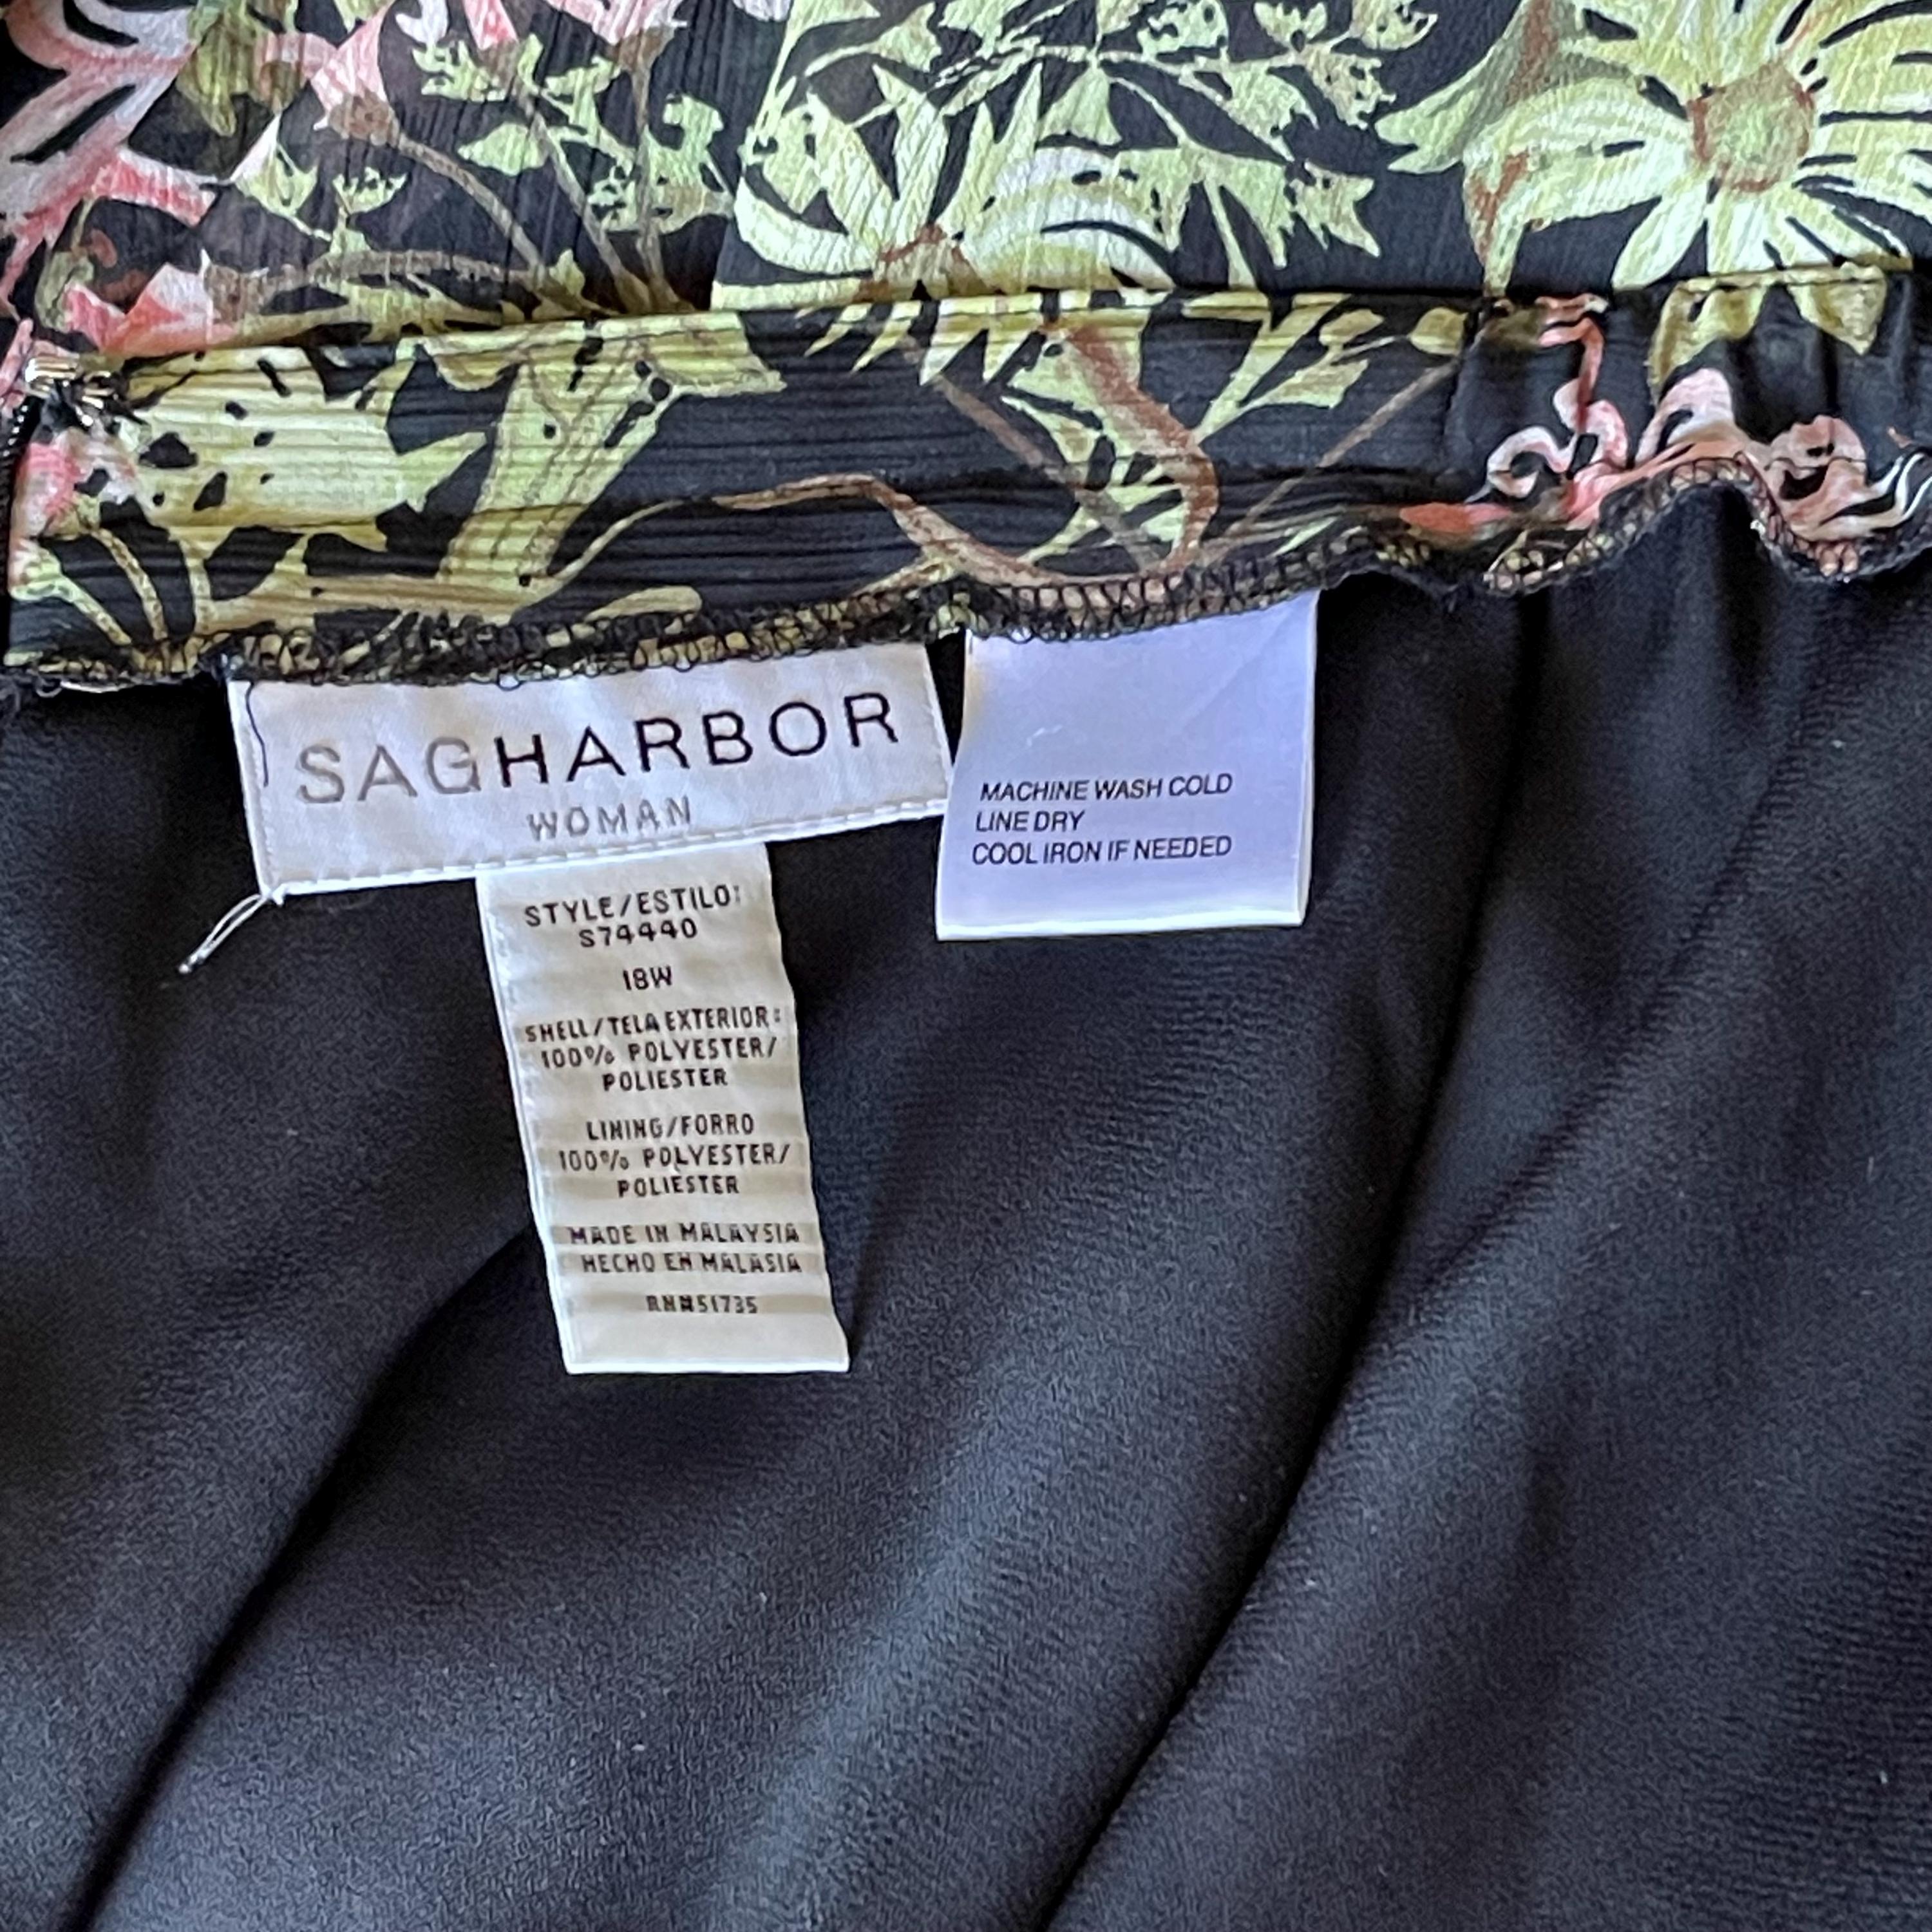 SAGHARBOR
WOMAN
STYLE/ESTILO:
S74440
18W
SHELL/TELA EXTERIOR:
100% POLYESTER/
POLIESTER
LINING/FORRO
100% POLYESTER/
POLIESTER
MADE IN MALAYSIA
HECHO EN MALASIA
RN#51735
MACHINE WASH COLD
LINE DRY
COOL IRON IF NEEDED